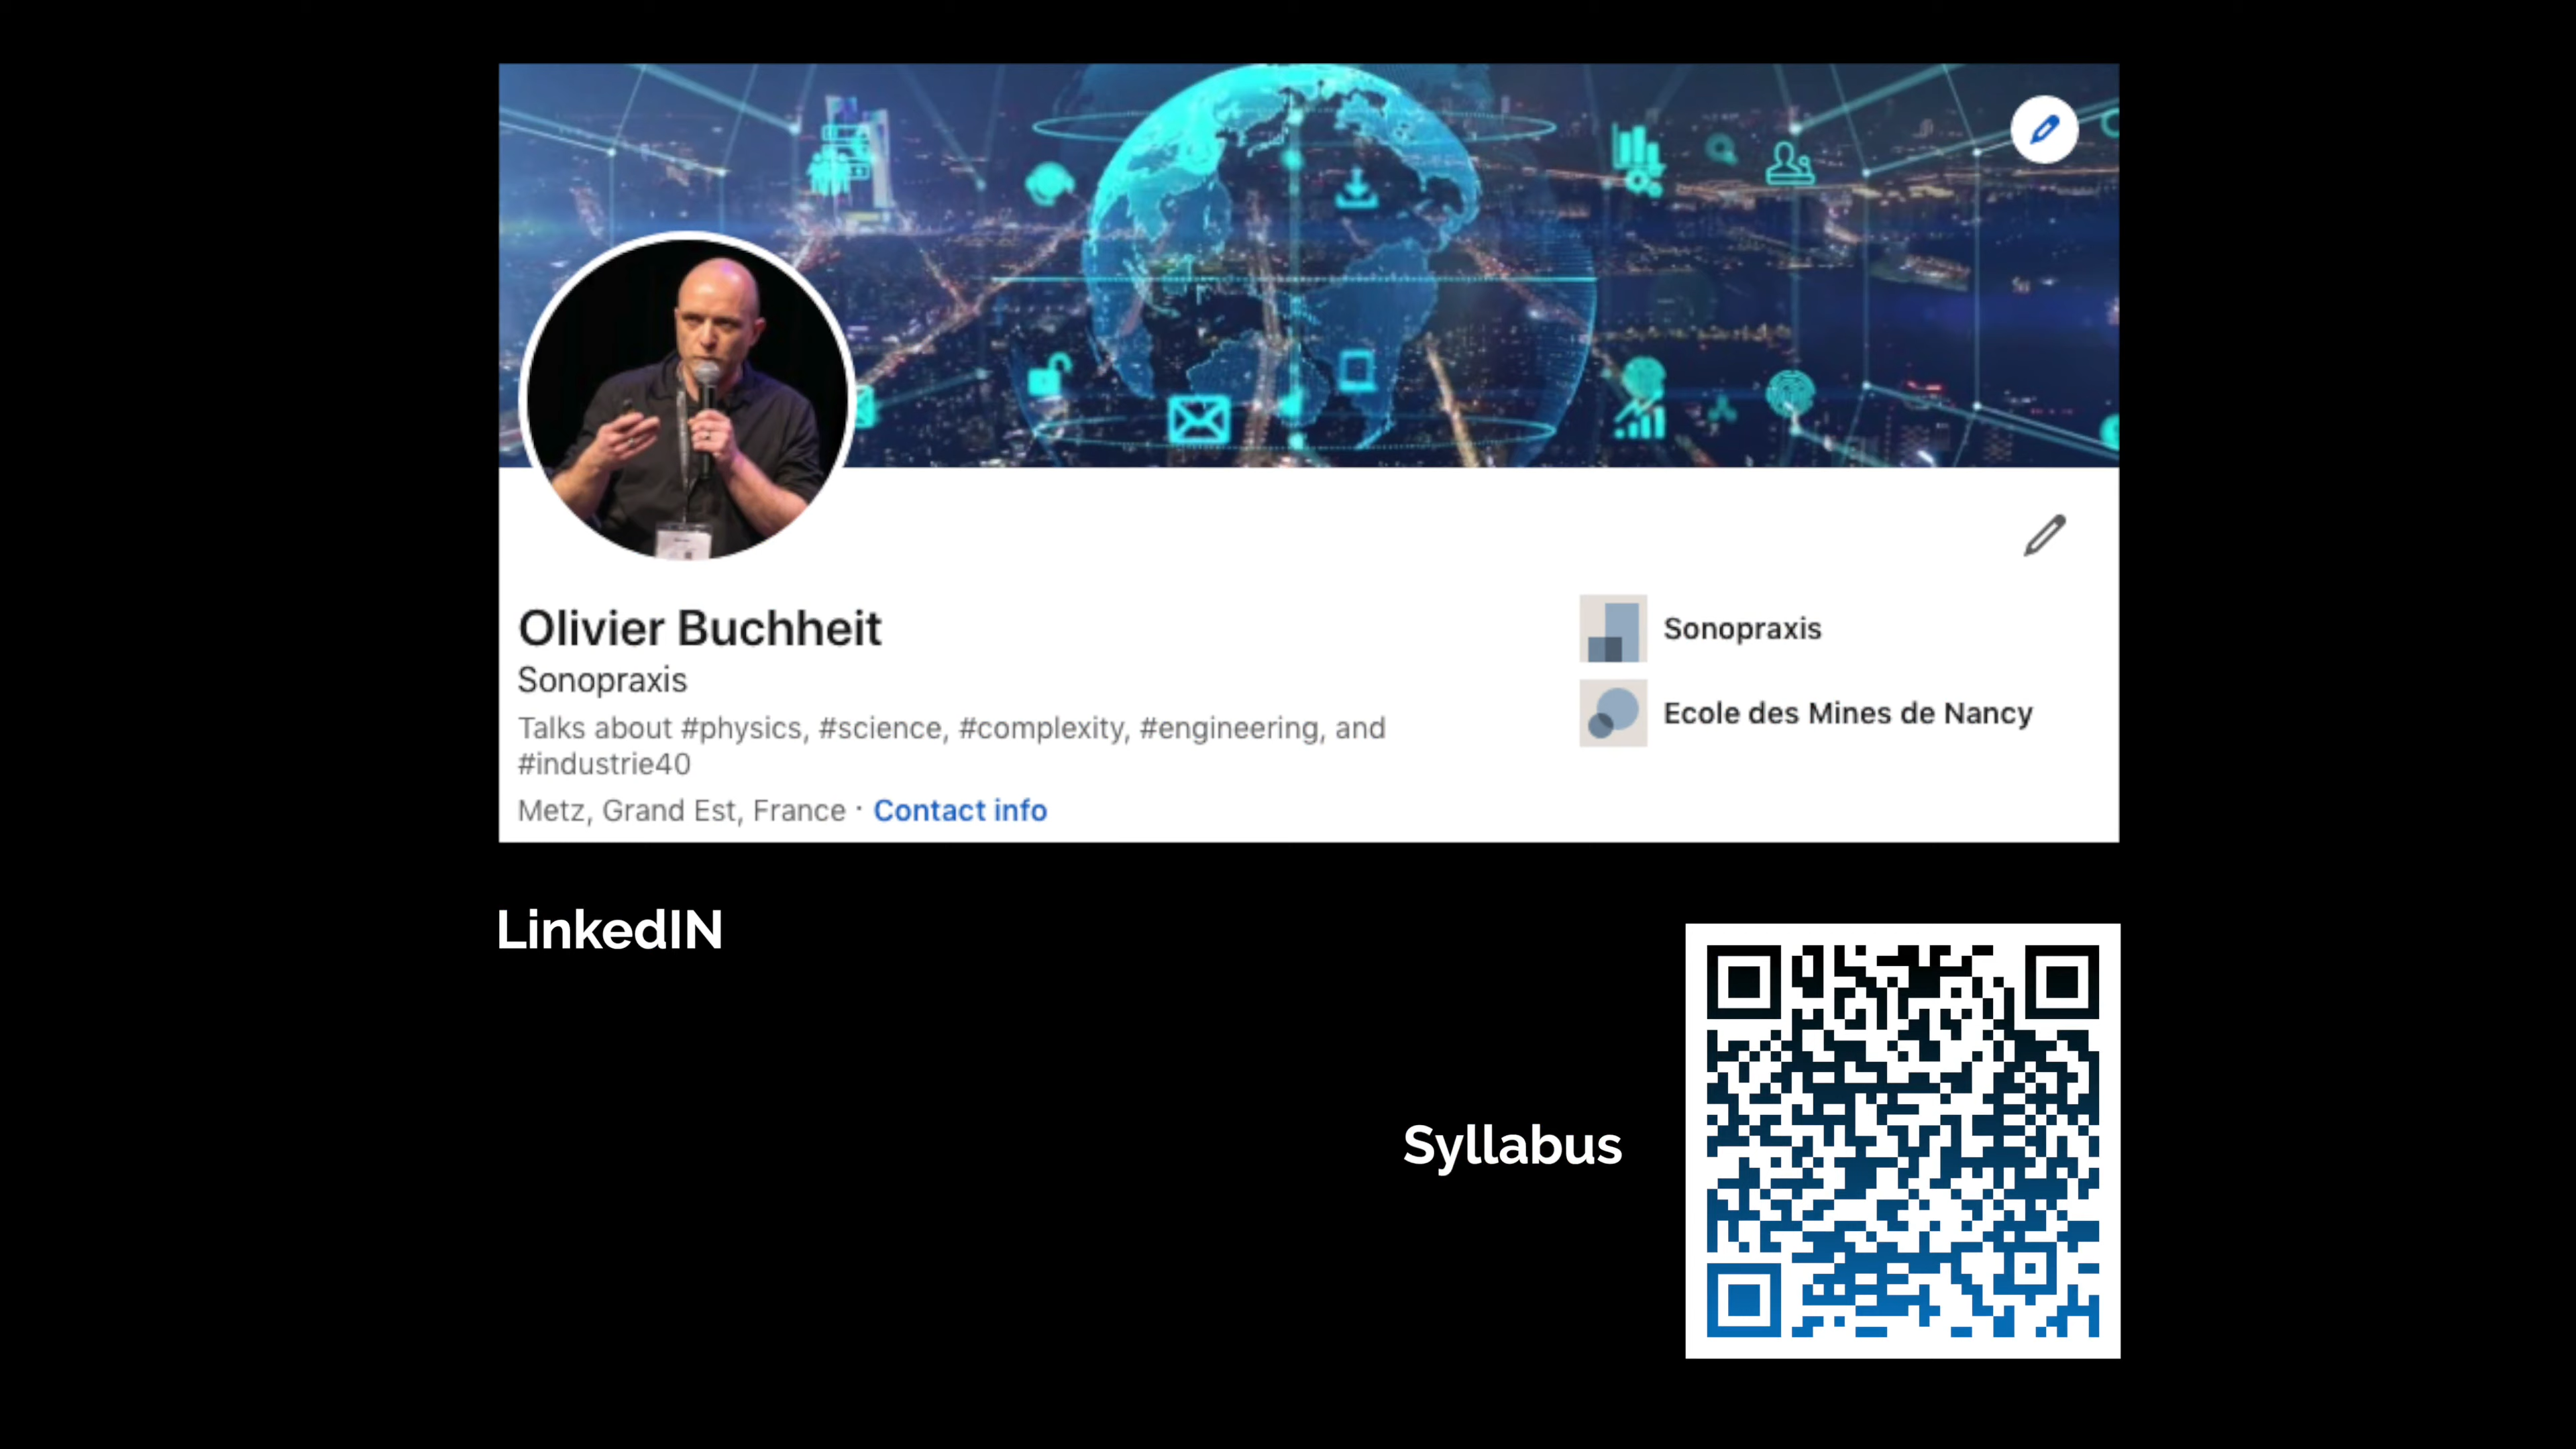 Olivier Buchheit
Sonopraxis
Talks about #physics, #science, #complexity, #engineering, and
#industrie40
Metz, Grand Est, France · Contact info
Sonopraxis
Ecole des Mines de Nancy
LinkedIN
Syllabus